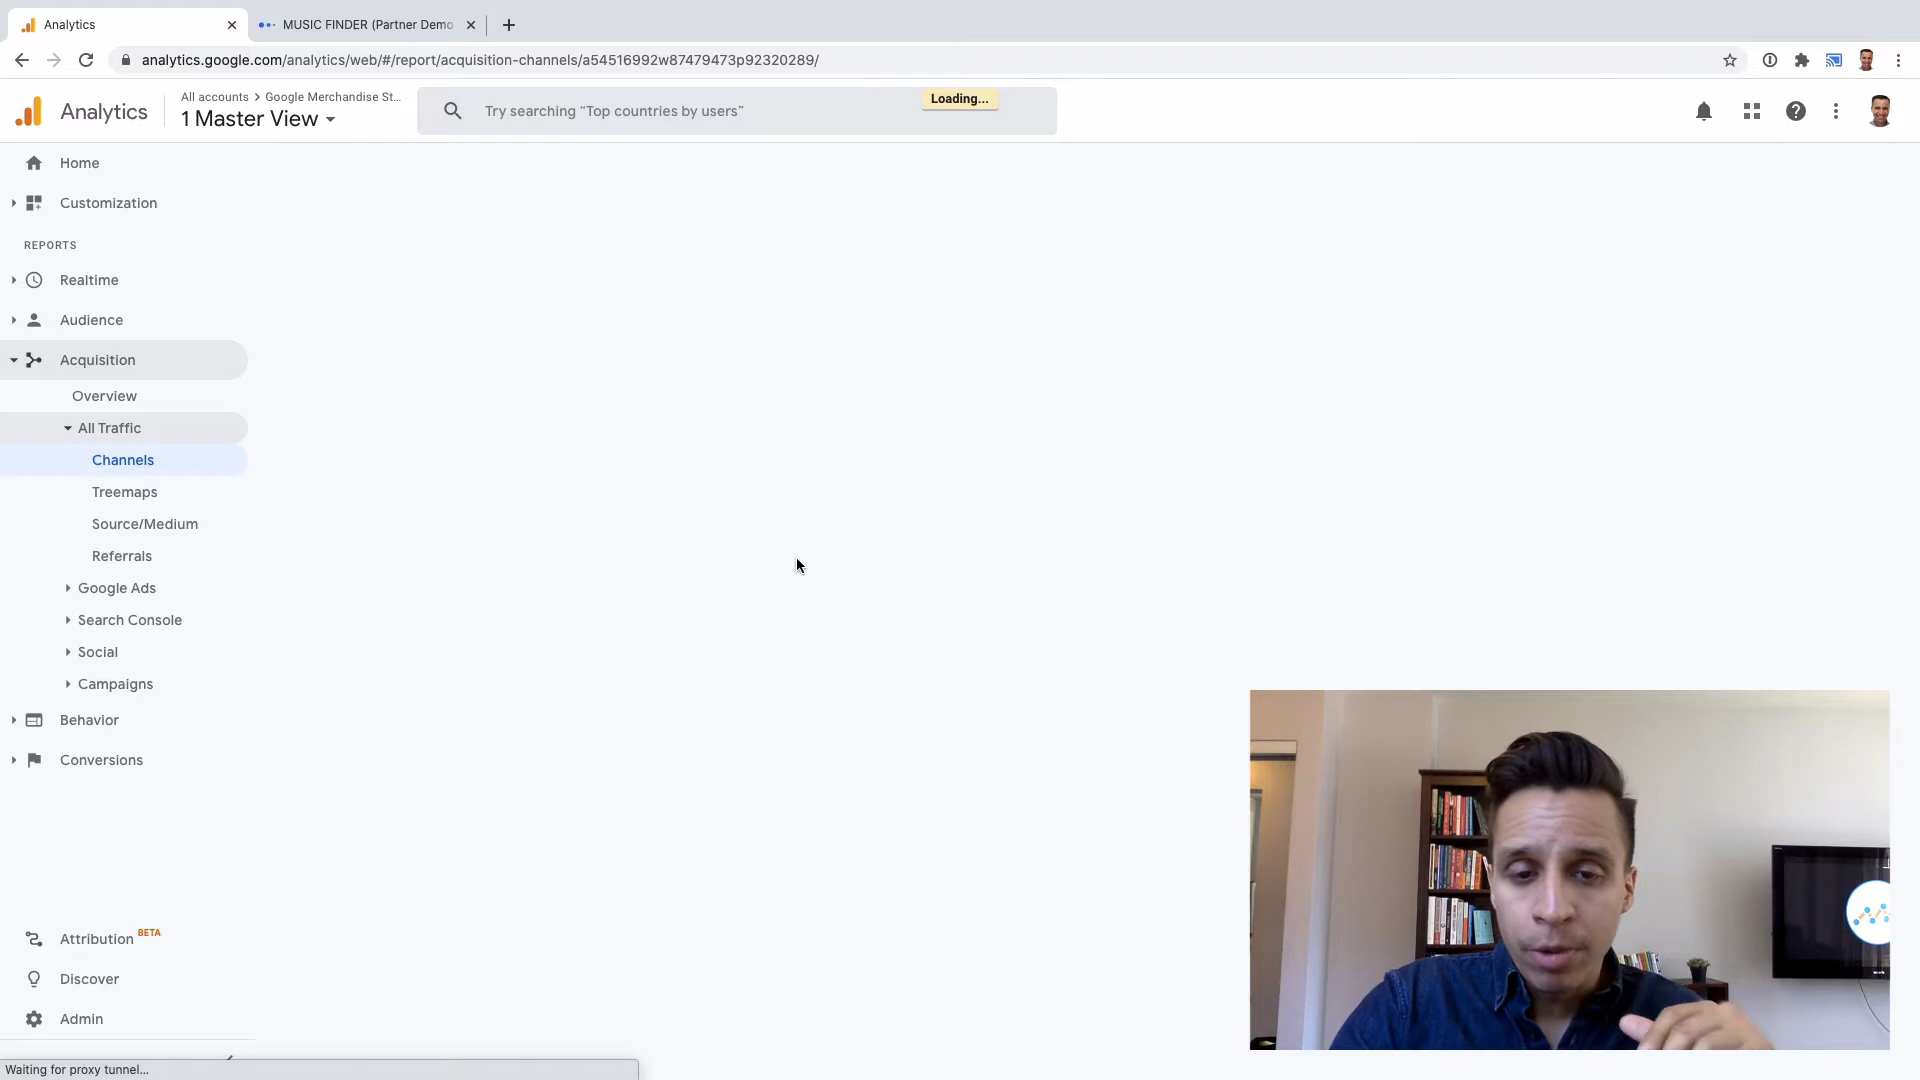 Analytics
MUSIC FINDER (Partner Demo
analytics.google.com/analytics/web/#/report/acquisition-channels/a54516992w87479473p92320289/
Analytics
All accounts > Google Merchandise St...
1 Master View
Try searching “Top countries by users”
Loading...
Home
Customization
REPORTS
Realtime
Audience
Acquisition
Overview
All Traffic
Channels
Treemaps
Source/Medium
Referrals
Google Ads
Search Console
Social
Campaigns
Behavior
Conversions
Attribution BETA
Discover
Admin
Waiting for proxy tunnel...